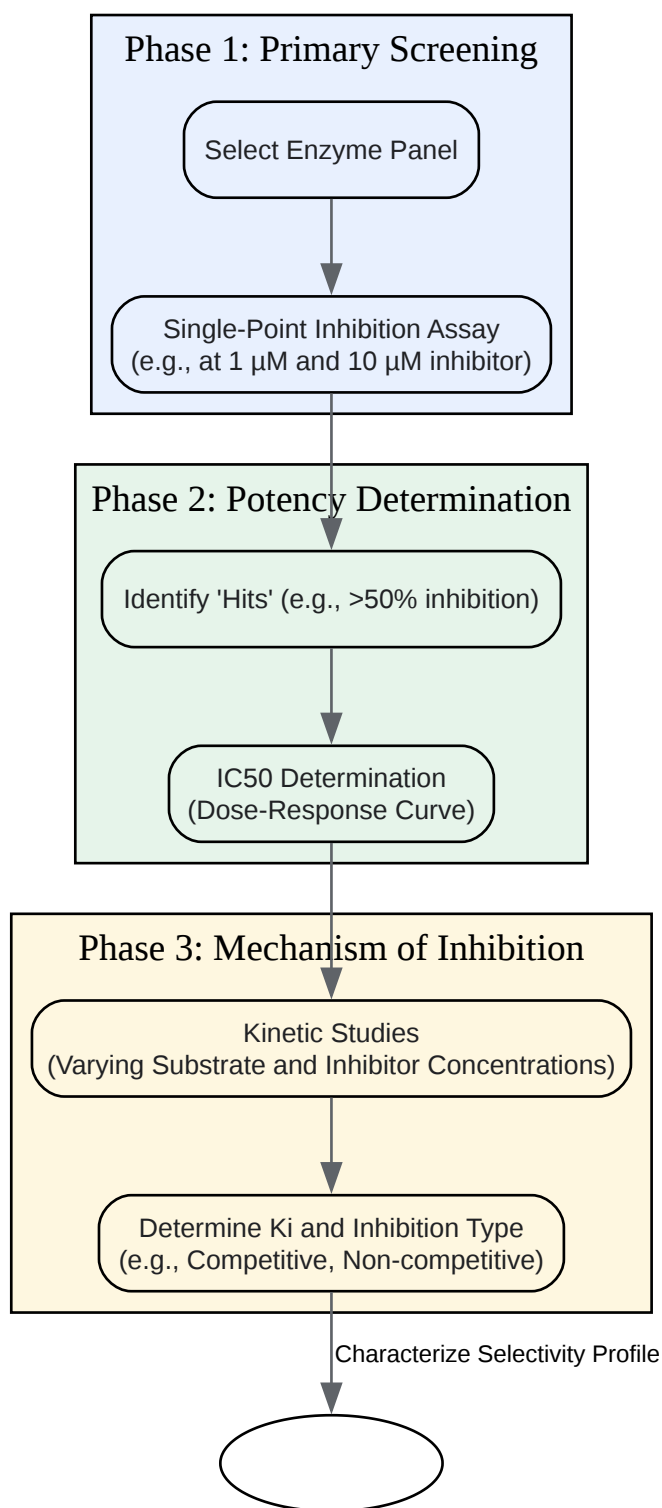 Phase 1: Primary Screening
Select Enzyme Panel
Single-Point Inhibition Assay
(e.g., at 1 µM and 10 µM inhibitor)
Phase 2: Potency Determination
Identify 'Hits' (e.g., >50% inhibition)
IC50 Determination
(Dose-Response Curve)
Phase 3: Mechanism of Inhibition
Kinetic Studies
(Varying Substrate and Inhibitor Concentrations)
Determine Ki and Inhibition Type
(e.g., Competitive, Non-competitive)
Characterize Selectivity Profile